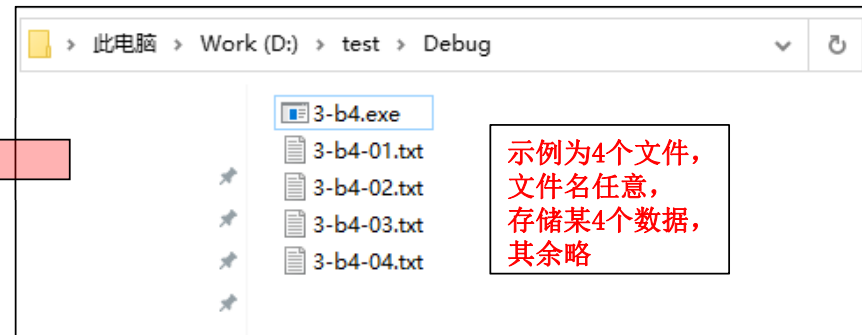 此电脑 > Work (D:) > test > Debug
3-b4.exe
3-b4-01.txt
3-b4-02.txt
3-b4-03.txt
3-b4-04.txt
示例为4个文件，
文件名任意，
存储某4个数据，
其余略